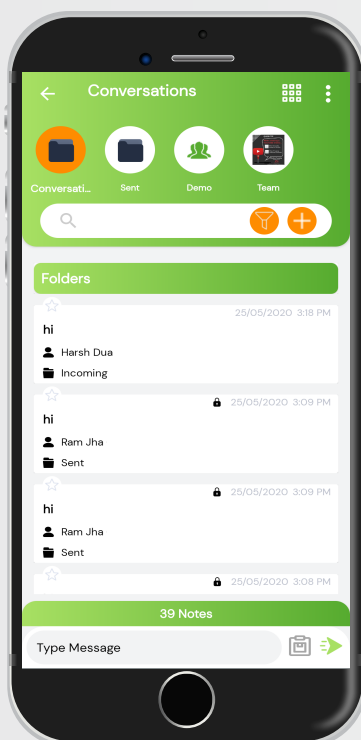 Conversations
Conversati...
Sent
Demo
Team
Folders
25/05/2020 3:18 PM
hi
Harsh Dua
Incoming
25/05/2020 3:09 PM
hi
Ram Jha
Sent
25/05/2020 3:09 PM
hi
Ram Jha
Sent
25/05/2020 3:08 PM
39 Notes
Type Message